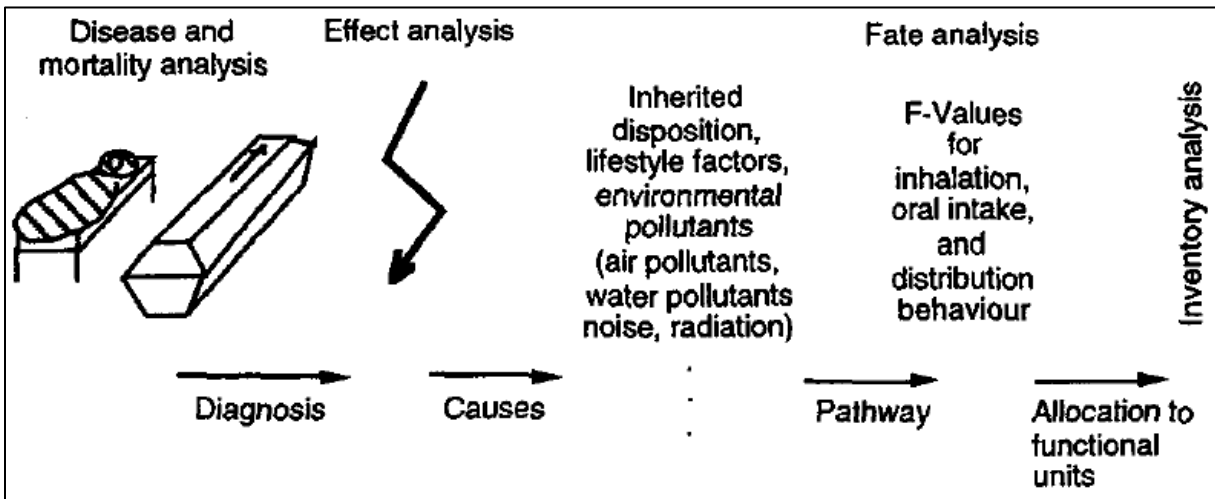 Disease and
mortality analysis
Effect analysis
Fate analysis
Inherited
disposition,
lifestyle factors,
environmental
pollutants
(air pollutants,
water pollutants
noise, radiation)
F-Values
for
inhalation,
oral intake,
and
distribution
behaviour
Inventory analysis
Diagnosis
Causes
Pathway
Allocation to
functional
units